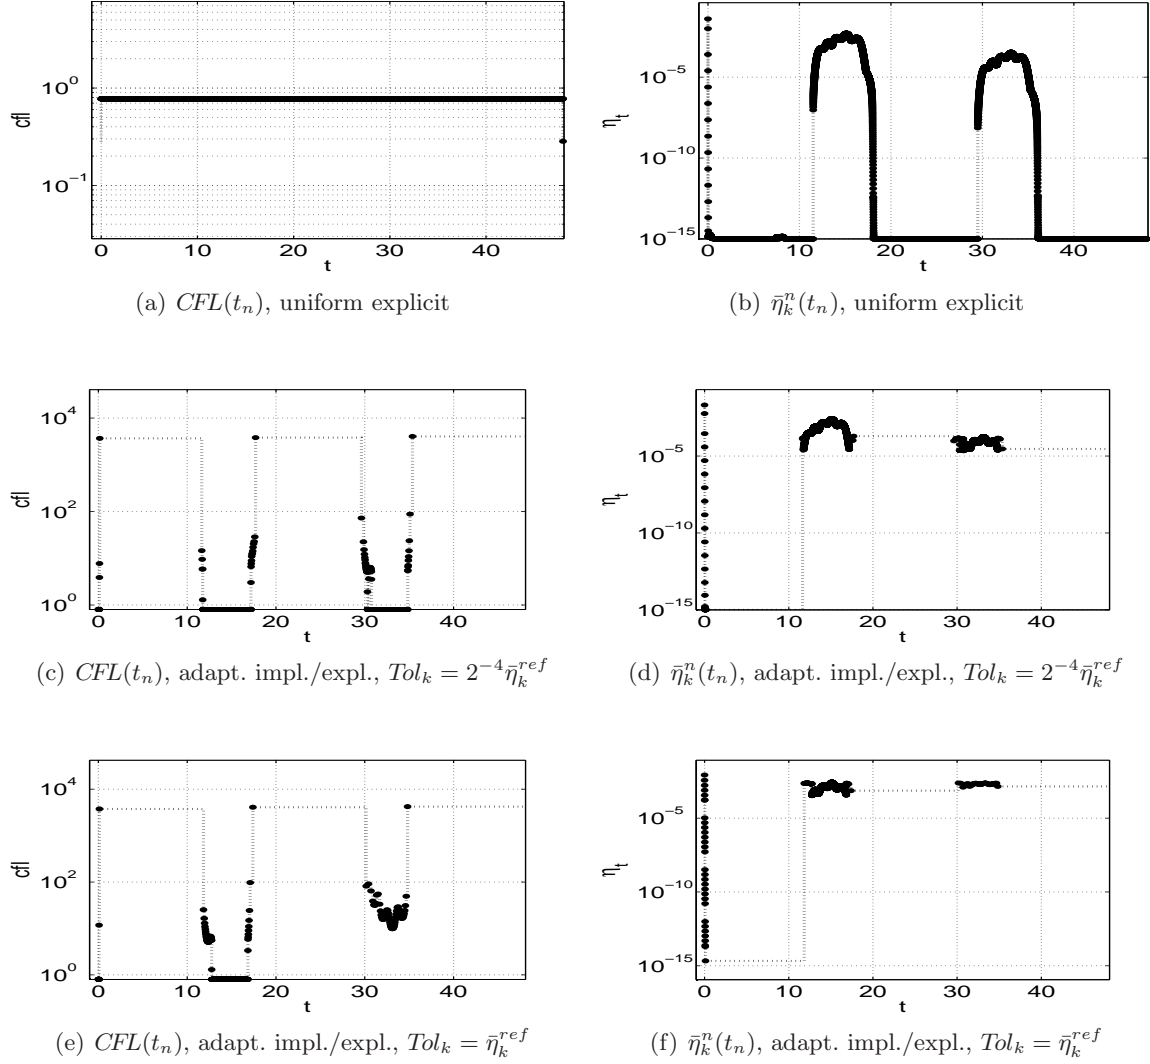 10^0
10^{-1}
cfl
0 10 20 30 40
t
(a) CFL(t_n), uniform explicit
10^{-5}
10^{-10}
10^{-15}
η_t
0 10 20 30 40
t
(b) η̄_k^n(t_n), uniform explicit
10^4
10^2
10^0
cfl
0 10 20 30 40
t
(c) CFL(t_n), adapt. impl./expl., Tol_k = 2^{-4} η̄_k^{ref}
10^{-5}
10^{-10}
10^{-15}
η_t
0 10 20 30 40
t
(d) η̄_k^n(t_n), adapt. impl./expl., Tol_k = 2^{-4} η̄_k^{ref}
10^4
10^2
10^0
cfl
0 10 20 30 40
t
(e) CFL(t_n), adapt. impl./expl., Tol_k = η̄_k^{ref}
10^{-5}
10^{-10}
10^{-15}
η_t
0 10 20 30 40
t
(f) η̄_k^n(t_n), adapt. impl./expl., Tol_k = η̄_k^{ref}